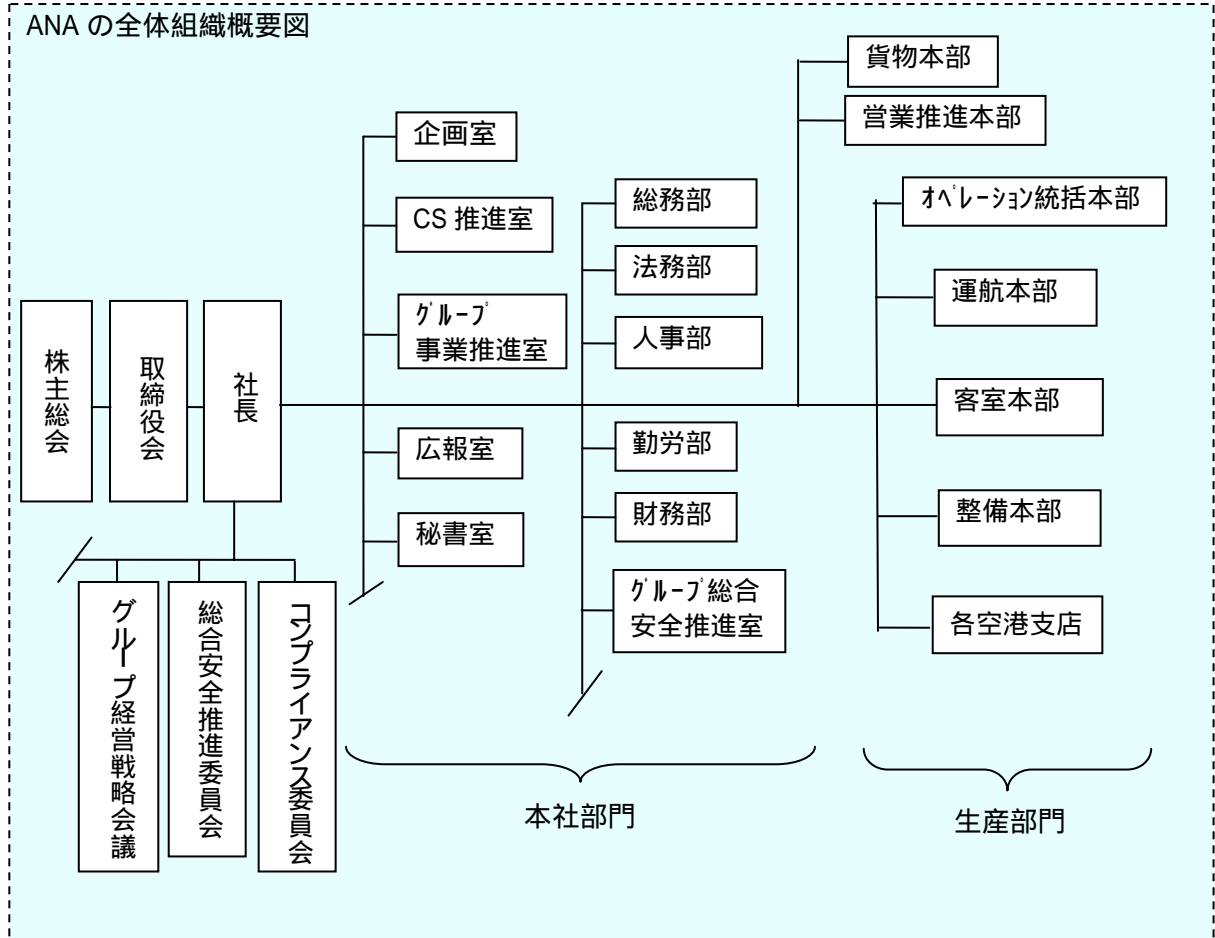 ANA の全体組織概要図
貨物本部
営業推進本部
企画室
CS 推進室
ｸﾞﾙｰﾌﾟ
事業推進室
広報室
秘書室
総務部
法務部
人事部
勤労部
財務部
ｸﾞﾙｰﾌﾟ総合
安全推進室
ｵﾍﾟﾚｰｼｮﾝ統括本部
運航本部
客室本部
整備本部
各空港支店
株主総会
取締役会
社長
グループ経営戦略会議
総合安全推進委員会
コンプライアンス委員会
本社部門
生産部門